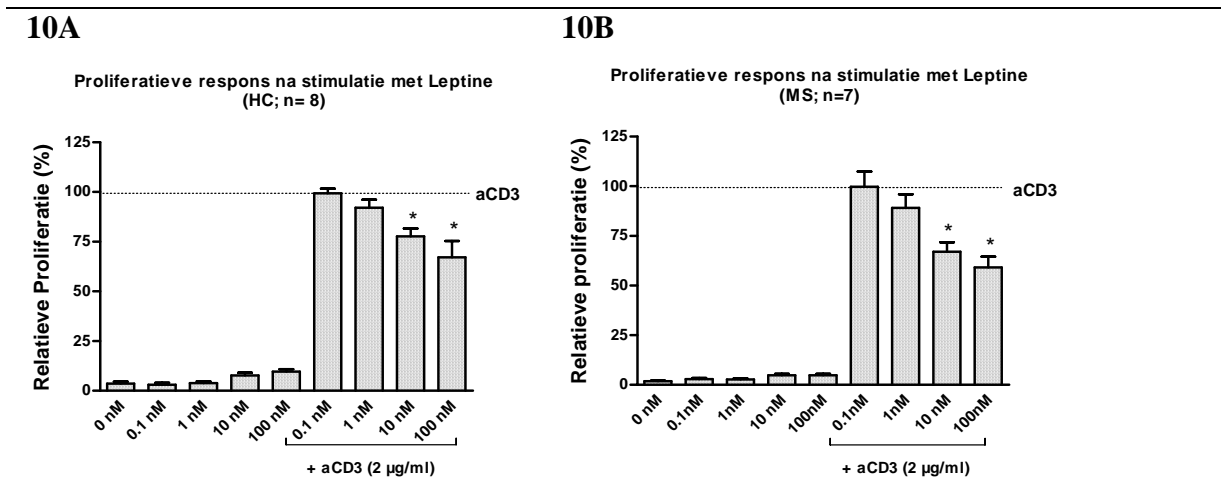 10A
Proliferatieve respons na stimulatie met Leptine
(HC; n= 8)
Relatieve Proliferatie (%)
125
100
75
50
25
0
aCD3
*
*
0 nM
0.1 nM
1 nM
10 nM
100 nM
0.1 nM
1 nM
10 nM
100 nM
+ aCD3 (2 µg/ml)
10B
Proliferatieve respons na stimulatie met Leptine
(MS; n=7)
Relatieve proliferatie (%)
125
100
75
50
25
0
aCD3
*
*
0 nM
0.1nM
1nM
10 nM
100nM
0.1nM
1nM
10 nM
100nM
+ aCD3 (2 µg/ml)